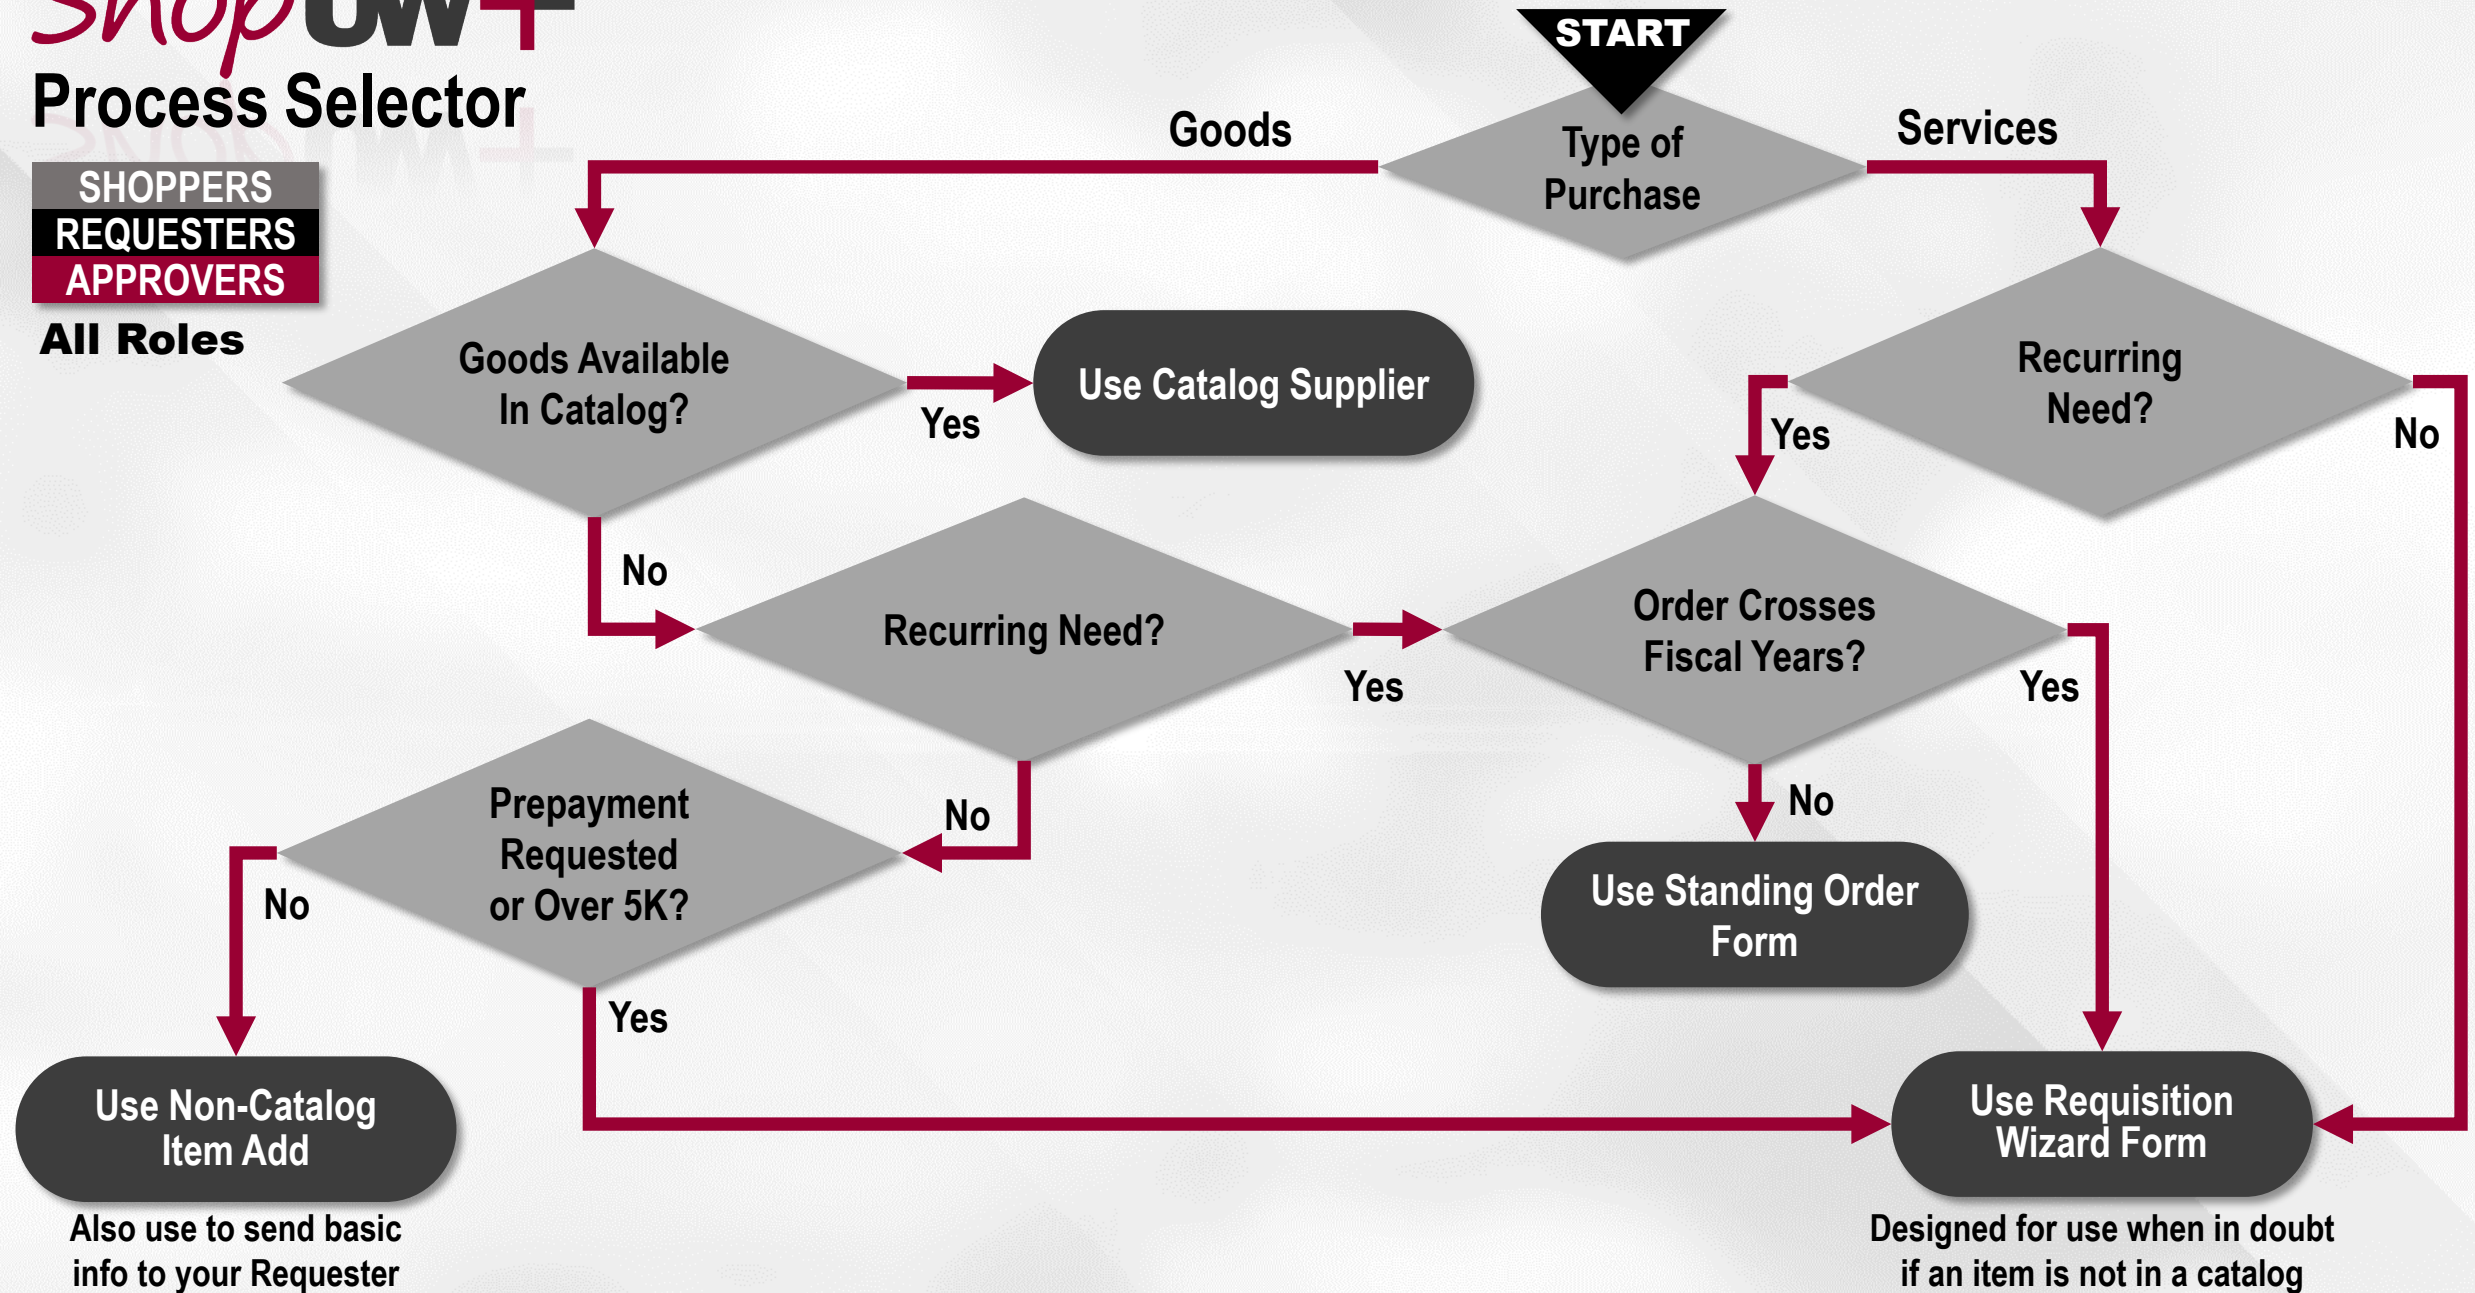 Shop UW+
Process Selector
SHOPPERS
REQUESTERS
APPROVERS
All Roles
START
Type of
Purchase
Goods
Services
Goods Available
In Catalog?
Yes
Use Catalog Supplier
Recurring
Need?
Yes
No
No
Recurring Need?
Yes
Order Crosses
Fiscal Years?
Yes
Prepayment
Requested
or Over 5K?
No
No
No
Use Standing Order
Form
Yes
Use Non-Catalog
Item Add
Also use to send basic
info to your Requester
Use Requisition
Wizard Form
Designed for use when in doubt
if an item is not in a catalog